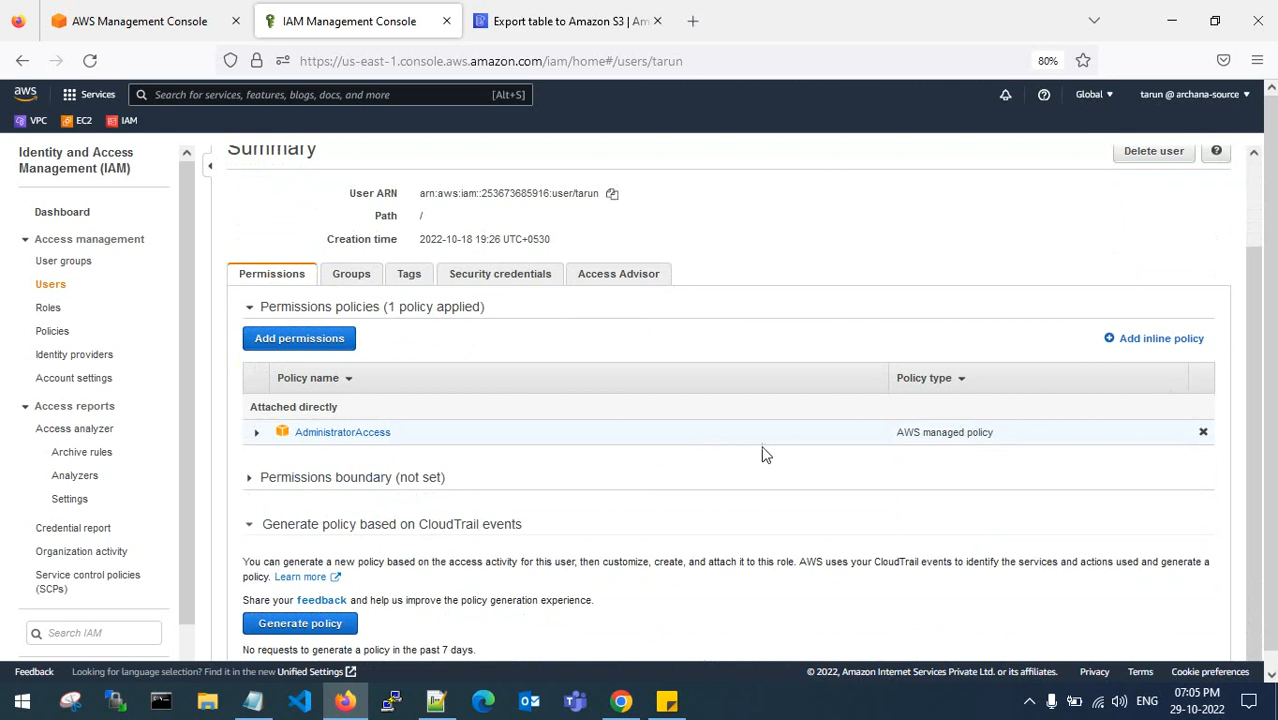 AWS Management Console
IAM Management Console
Export table to Amazon S3 | Am
https://us-east-1.console.aws.amazon.com/iam/home#/users/tarun
80%
aws
Services
Search for services, features, blogs, docs, and more
[Alt+S]
Global
tarun @ archana-source
VPC
EC2
IAM
Identity and Access
Management (IAM)
Dashboard
Access management
User groups
Users
Roles
Policies
Identity providers
Account settings
Access reports
Access analyzer
Archive rules
Analyzers
Settings
Credential report
Organization activity
Service control policies
(SCPs)
Search IAM
Summary
Delete user
User ARN
arn:aws:iam::253673685916:user/tarun
Path
/
Creation time
2022-10-18 19:26 UTC+0530
Permissions
Groups
Tags
Security credentials
Access Advisor
Permissions policies (1 policy applied)
Add permissions
Add inline policy
Policy name
Policy type
Attached directly
AdministratorAccess
AWS managed policy
Permissions boundary (not set)
Generate policy based on CloudTrail events
You can generate a new policy based on the access activity for this user, then customize, create, and attach it to this role. AWS uses your CloudTrail events to identify the services and actions used and generate a
policy. Learn more
Share your feedback and help us improve the policy generation experience.
Generate policy
No requests to generate a policy in the past 7 days.
Feedback
Looking for language selection? Find it in the new Unified Settings
© 2022, Amazon Internet Services Private Ltd. or its affiliates.
Privacy
Terms
Cookie preferences
ENG
07:05 PM
29-10-2022